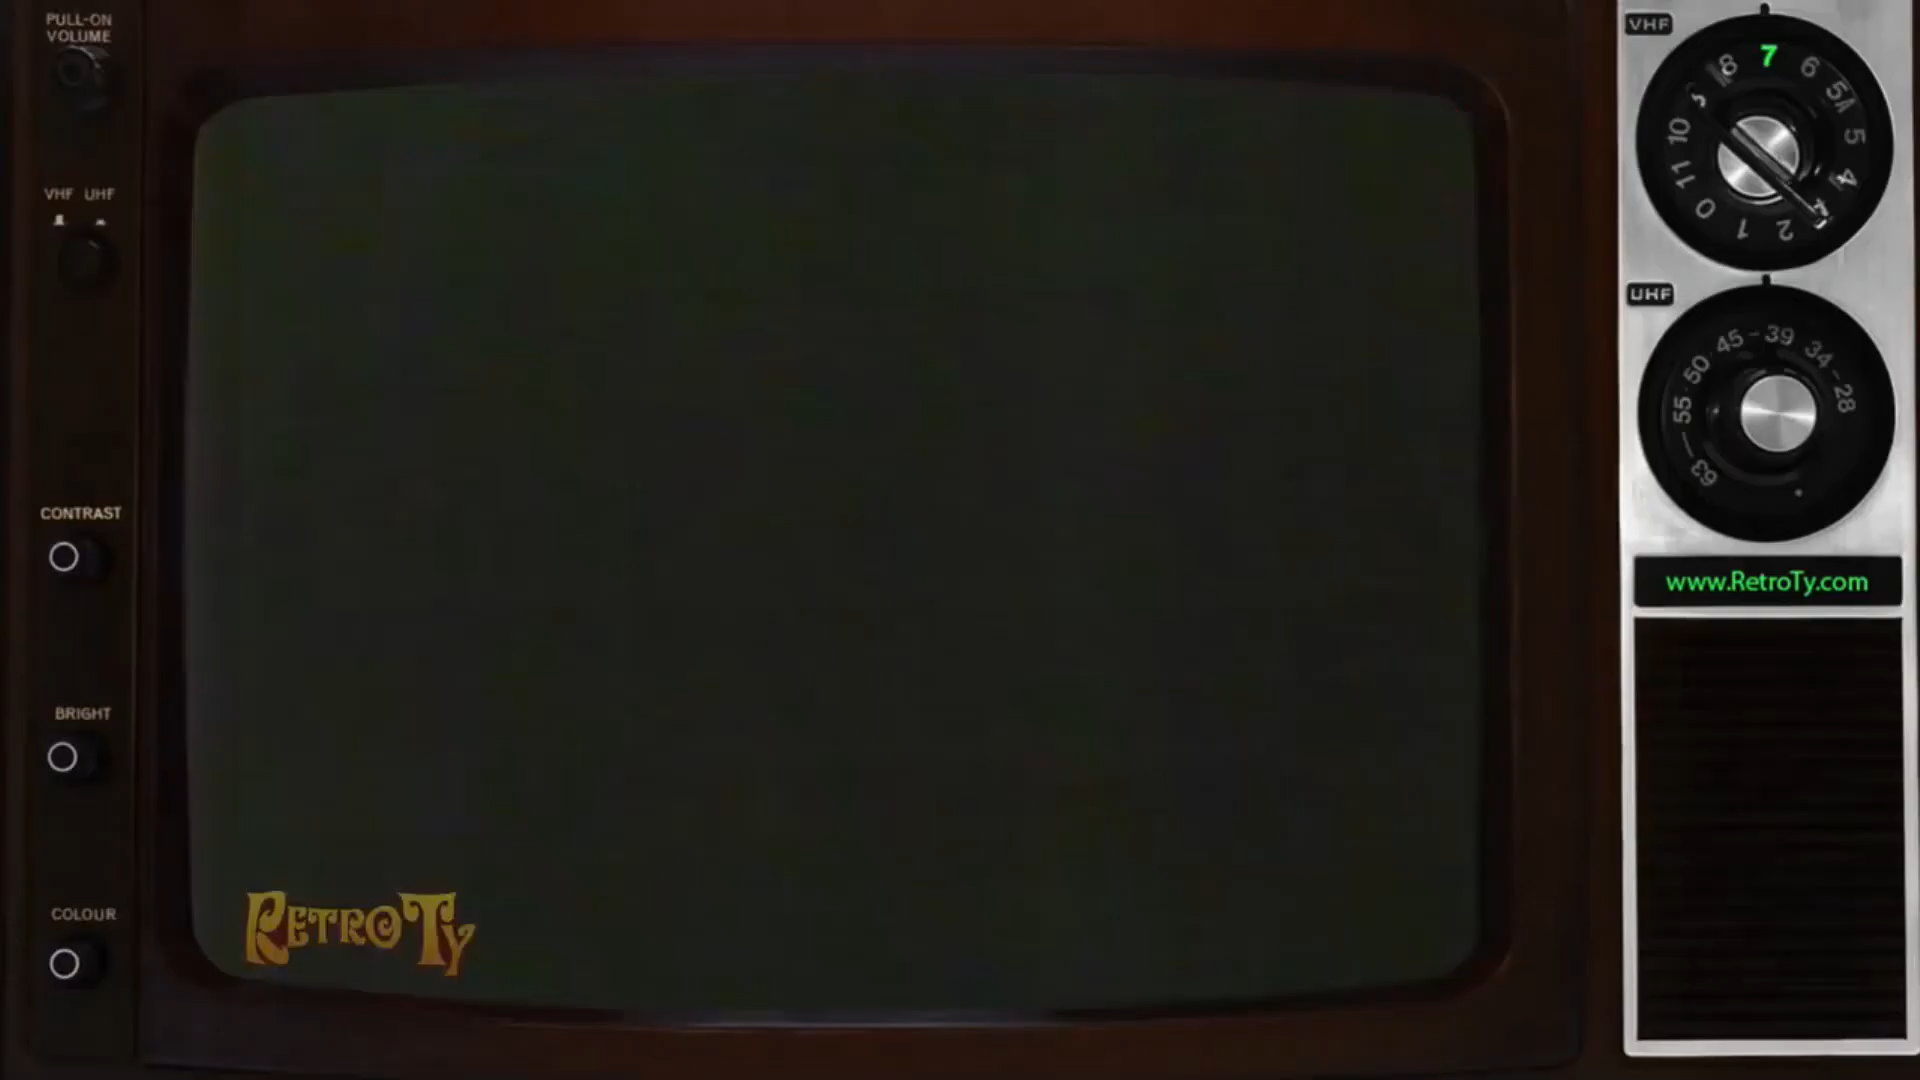 PULL-ON
VOLUME
VHF UHF
CONTRAST
BRIGHT
COLOUR
RETROTY
VHF
8 7 6 5A 5 4 2 1 0 11 10
UHF
63 55 50 45 39 34 28
www.RetroTy.com